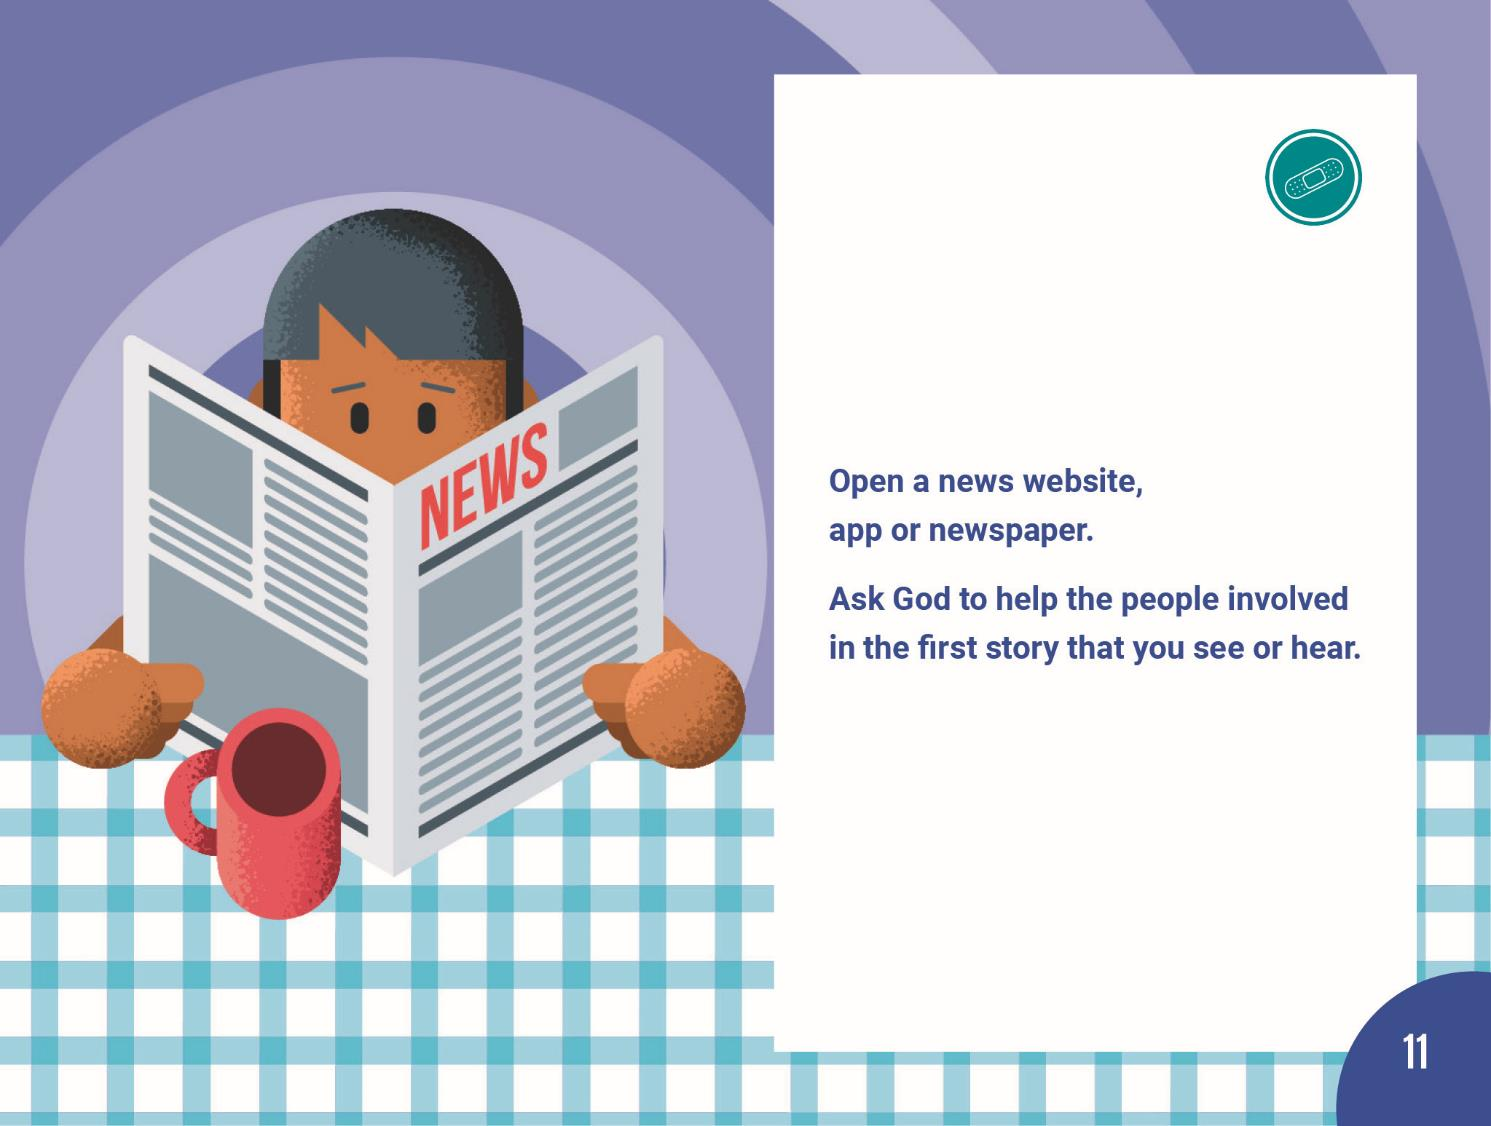 NEWS
Open a news website,
app or newspaper.
Ask God to help the people involved
in the first story that you see or hear.
11